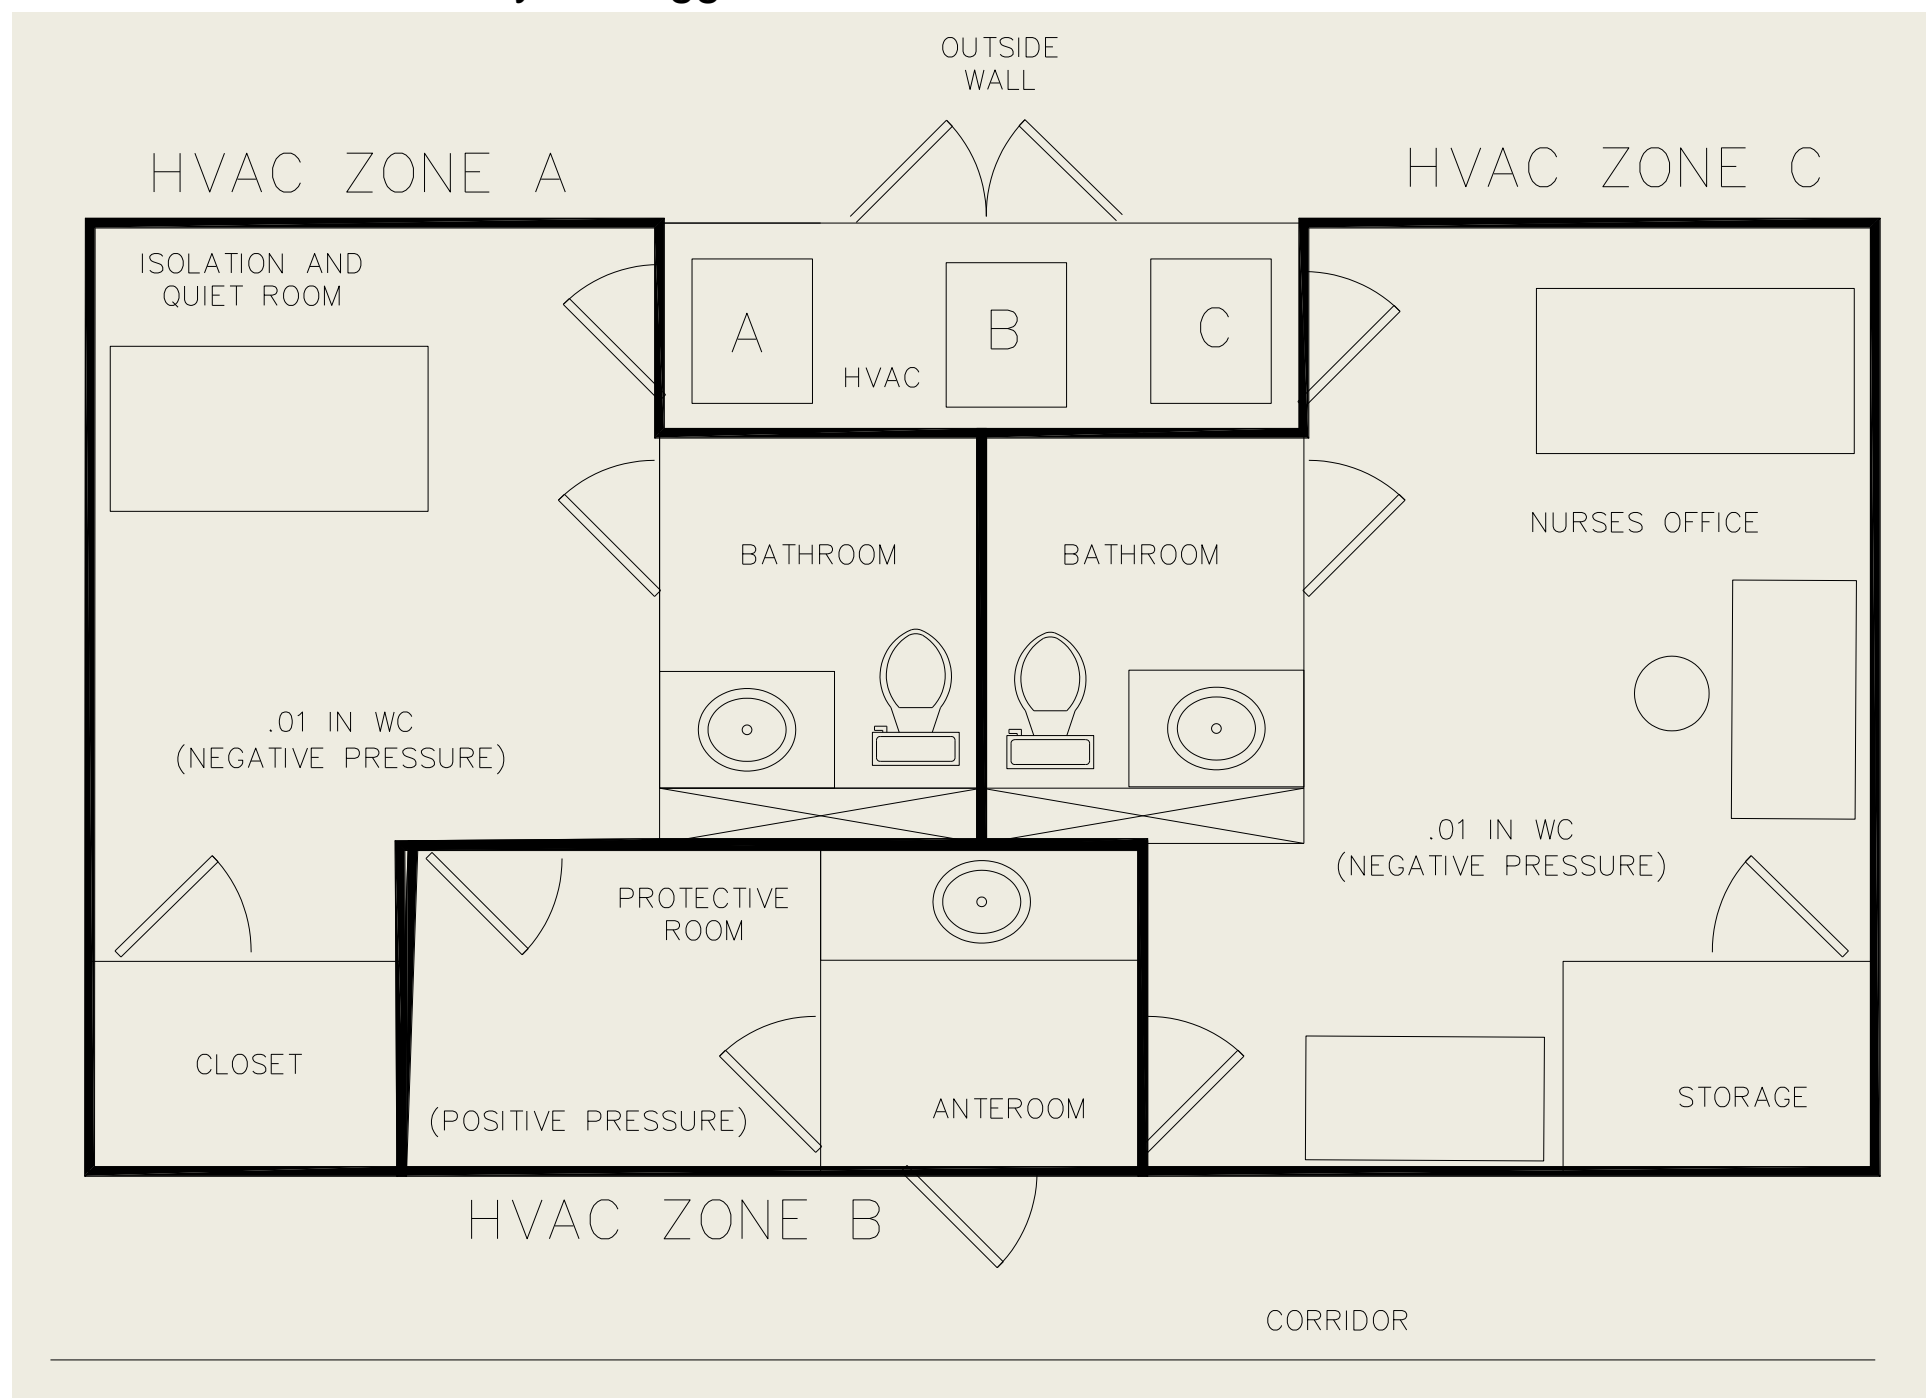 OUTSIDE
WALL
HVAC ZONE A
HVAC ZONE C
ISOLATION AND
QUIET ROOM
A
B
C
HVAC
NURSES OFFICE
BATHROOM
BATHROOM
.01 IN WC
(NEGATIVE PRESSURE)
.01 IN WC
(NEGATIVE PRESSURE)
PROTECTIVE
ROOM
CLOSET
(POSITIVE PRESSURE)
ANTEROOM
STORAGE
HVAC ZONE B
CORRIDOR